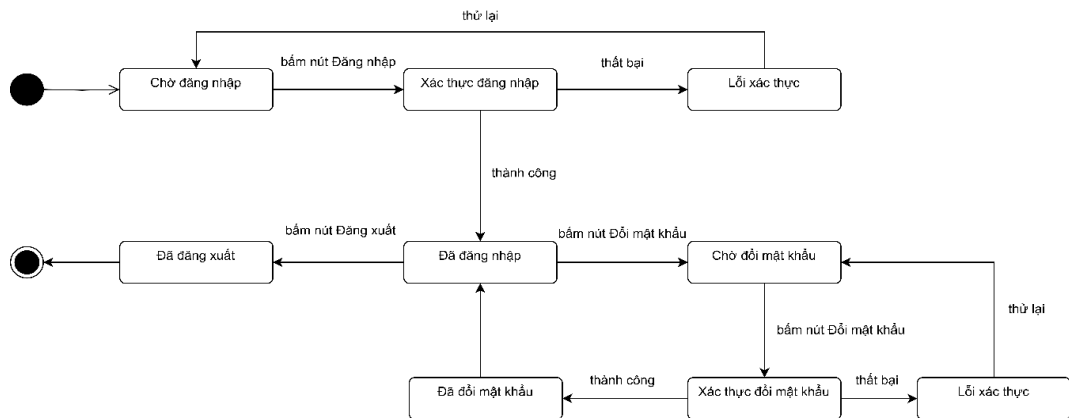 thử lại
Chờ đăng nhập
bấm nút Đăng nhập
Xác thực đăng nhập
thất bại
Lỗi xác thực
thành công
Đã đăng xuất
bấm nút Đăng xuất
Đã đăng nhập
bấm nút Đổi mật khẩu
Chờ đổi mật khẩu
thử lại
bấm nút Đổi mật khẩu
Đã đổi mật khẩu
thành công
Xác thực đổi mật khẩu
thất bại
Lỗi xác thực